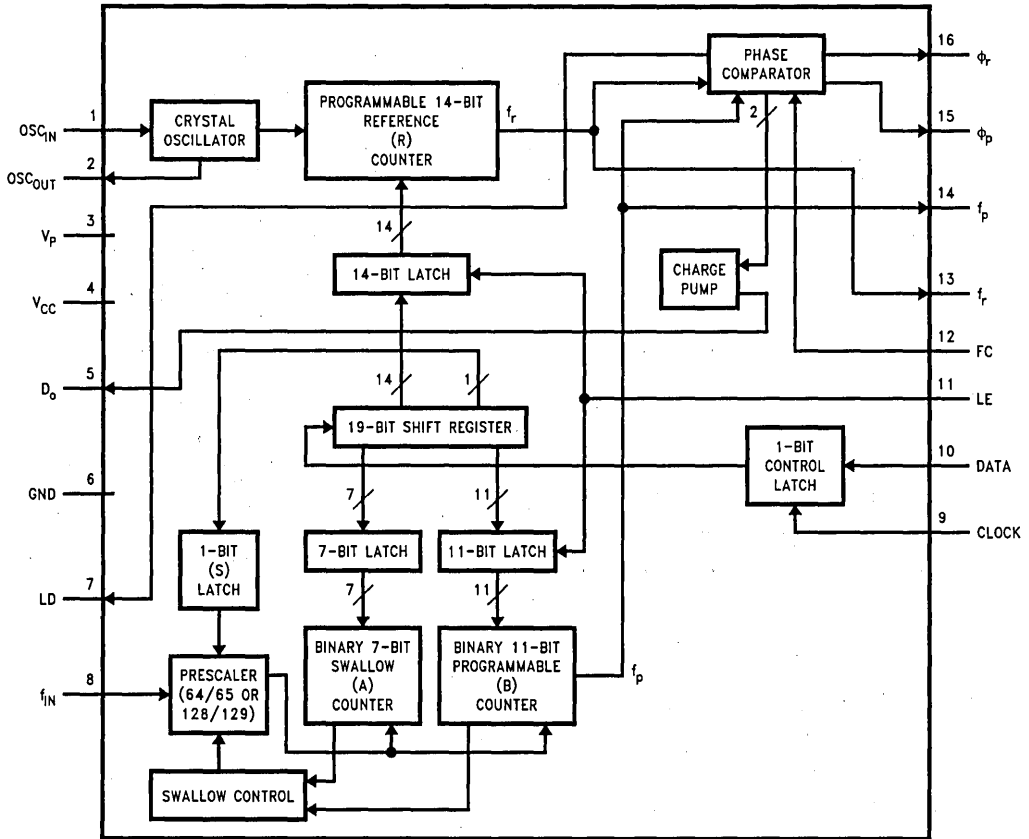 1
OSC_IN
2
OSC_OUT
3
V_P
4
V_CC
5
D_o
6
GND
7
LD
8
f_IN
CRYSTAL
OSCILLATOR
PROGRAMMABLE 14-BIT
REFERENCE
(R)
COUNTER
f_r
14
14-BIT LATCH
14
1
19-BIT SHIFT REGISTER
7
11
1-BIT
(S)
LATCH
7-BIT LATCH
11-BIT LATCH
7
11
PRESCALER
(64/65 OR
128/129)
BINARY 7-BIT
SWALLOW
(A)
COUNTER
BINARY 11-BIT
PROGRAMMABLE
(B)
COUNTER
f_p
SWALLOW CONTROL
PHASE
COMPARATOR
2
CHARGE
PUMP
1-BIT
CONTROL
LATCH
16
ϕ_r
15
ϕ_p
14
f_p
13
f_r
12
FC
11
LE
10
DATA
9
CLOCK